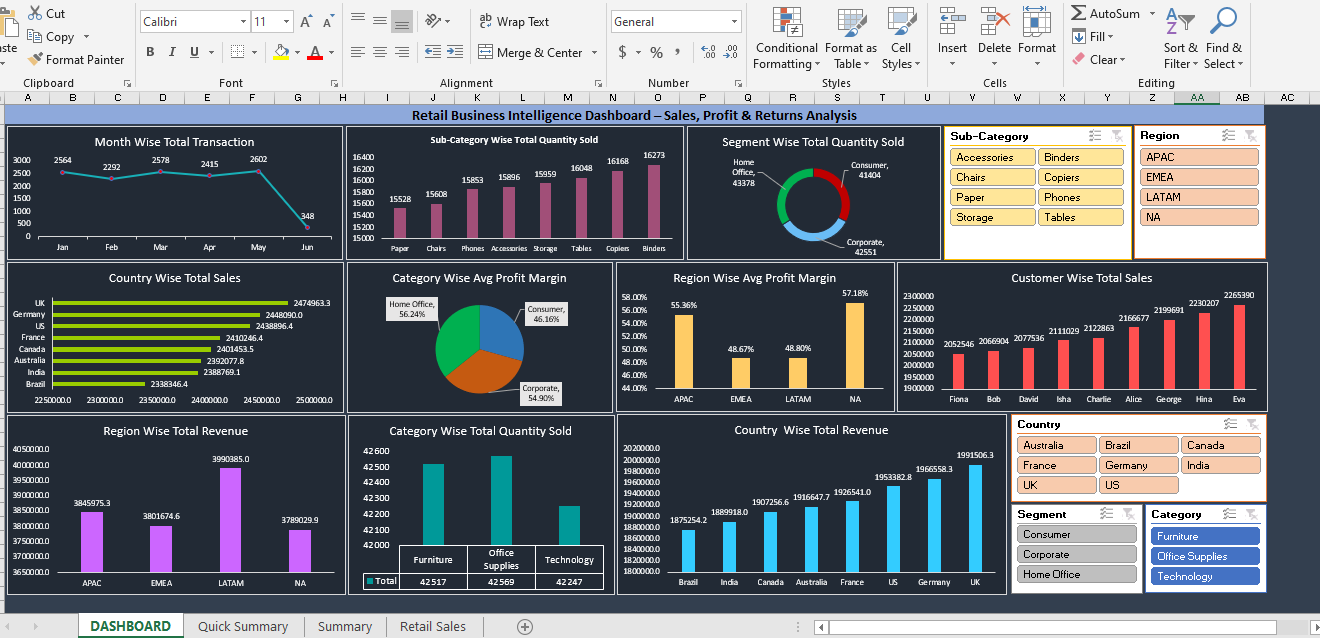 Cut
Calibri 11 A A Wrap Text General AutoSum
Copy
Format Painter B I U A Merge & Center $ % , Conditional Formatting Format as Table Cell Styles Insert Delete Format Fill Clear Sort & Filter Find & Select
Clipboard Font Alignment Number Styles Cells Editing
A B C D E F G H I J K L M N O P Q R S T U V W X Y Z AA AB AC
Retail Business Intelligence Dashboard – Sales, Profit & Returns Analysis
Month Wise Total Transaction
3000
2500
2000
1500
1000
500
0
2564 2292 2578 2415 2602 348
Jan Feb Mar Apr May Jun
Sub-Category Wise Total Quantity Sold
16400
16200
16000
15800
15600
15400
15200
15000
15528 15608 15853 15896 15959 16048 16168 16273
Paper Chairs Phones Accessories Storage Tables Copiers Binders
Segment Wise Total Quantity Sold
Home Office, 43378
Consumer, 41404
Corporate, 42551
Sub-Category
Accessories Binders
Chairs Copiers
Paper Phones
Storage Tables
Region
APAC
EMEA
LATAM
NA
Country Wise Total Sales
UK 2474963.3
Germany 2448090.0
US 2438896.4
France 2410246.4
Canada 2401453.5
Australia 2392077.8
India 2388769.1
Brazil 2338346.4
2250000.0 2300000.0 2350000.0 2400000.0 2450000.0 2500000.0
Category Wise Avg Profit Margin
Home Office, 56.24%
Consumer, 46.16%
Corporate, 54.90%
Region Wise Avg Profit Margin
58.00%
56.00%
54.00%
52.00%
50.00%
48.00%
46.00%
44.00%
55.36% 48.67% 48.80% 57.18%
APAC EMEA LATAM NA
Customer Wise Total Sales
2300000
2250000
2200000
2150000
2100000
2050000
2000000
1950000
1900000
2052546 2066904 2077536 2111029 2122863 2166677 2199691 2230207 2265390
Fiona Bob David Isha Charlie Alice George Hina Eva
Region Wise Total Revenue
4050000.0
4000000.0
3950000.0
3900000.0
3850000.0
3800000.0
3750000.0
3700000.0
3650000.0
3845975.3 3801674.6 3990385.0 3789029.9
APAC EMEA LATAM NA
Category Wise Total Quantity Sold
42600
42500
42400
42300
42200
42100
42000
Furniture Office Supplies Technology
Total 42517 42569 42247
Country Wise Total Revenue
2020000.0
2000000.0
1980000.0
1960000.0
1940000.0
1920000.0
1900000.0
1880000.0
1860000.0
1840000.0
1820000.0
1800000.0
1875254.2 1889918.0 1907256.6 1916647.7 1926541.0 1953382.8 1966558.3 1991506.3
Brazil India Canada Australia France US Germany UK
Country
Australia Brazil Canada
France Germany India
UK US
Segment
Consumer
Corporate
Home Office
Category
Furniture
Office Supplies
Technology
DASHBOARD Quick Summary Summary Retail Sales